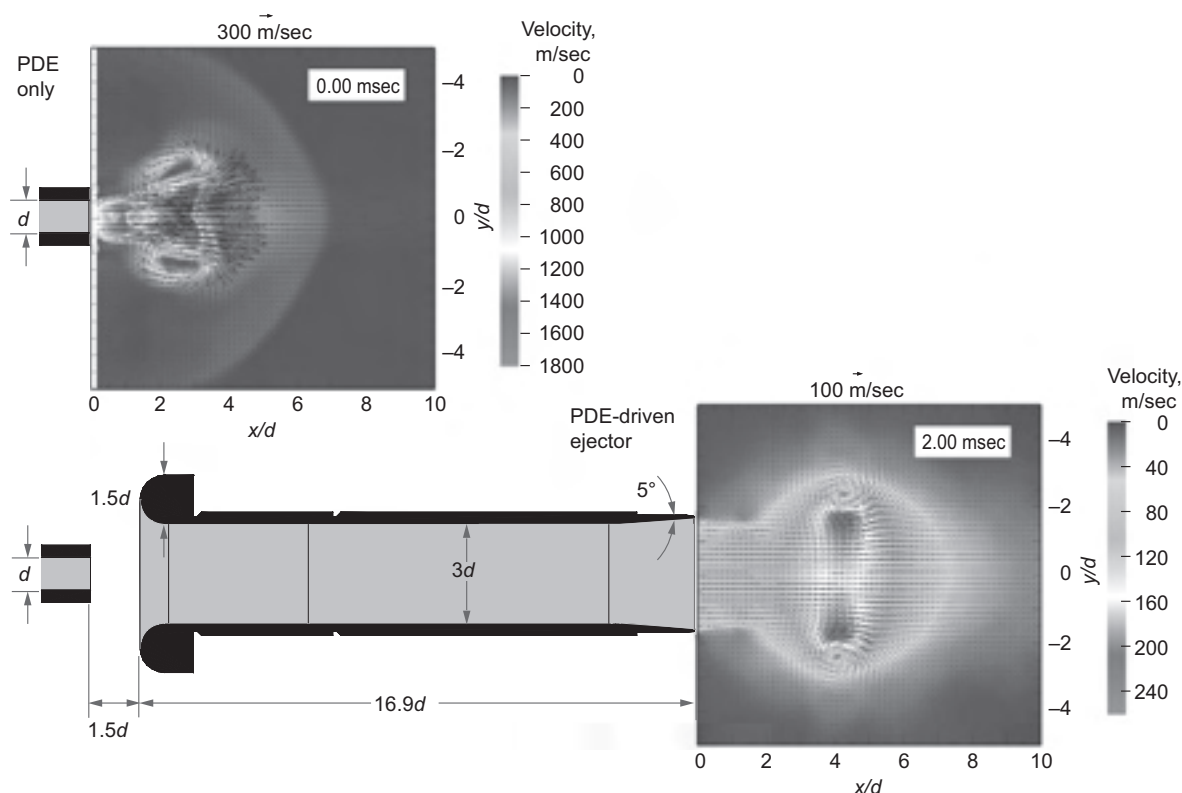 300 m/sec
PDE
only
0.00 msec
Velocity,
m/sec
0
200
400
600
800
1000
1200
1400
1600
1800
–4
–2
0
–2
–4
y/d
d
0
2
4
6
8
10
x/d
PDE-driven
ejector
100 m/sec
2.00 msec
Velocity,
m/sec
0
40
80
120
160
200
240
–4
–2
0
–2
–4
y/d
1.5d
5°
d
3d
16.9d
1.5d
0
2
4
6
8
10
x/d